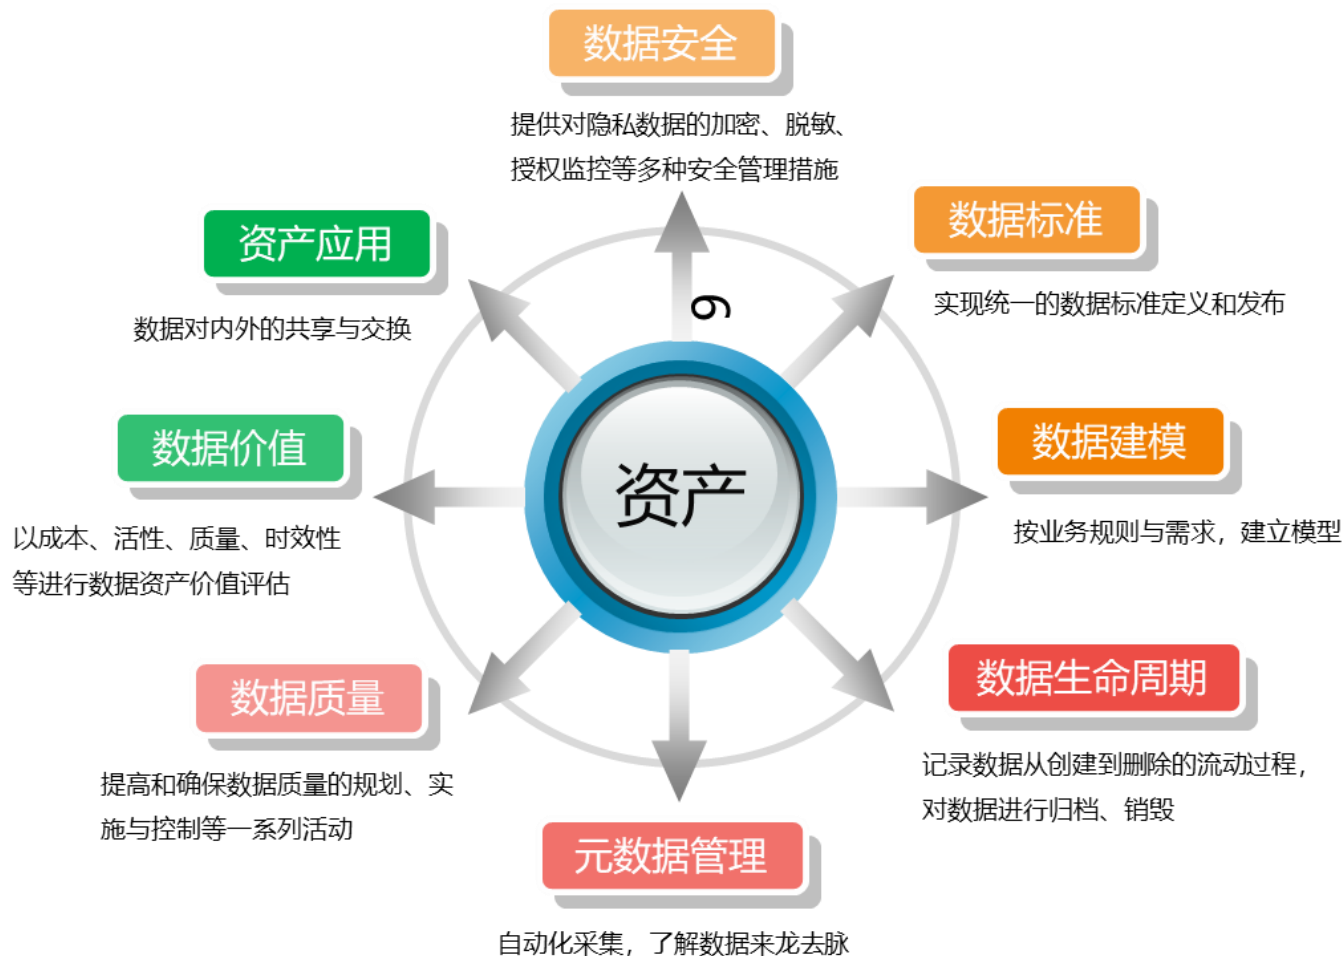 数据安全
提供对隐私数据的加密、脱敏、
授权监控等多种安全管理措施
数据标准
实现统一的数据标准定义和发布
数据建模
按业务规则与需求，建立模型
数据生命周期
记录数据从创建到删除的流动过程，
对数据进行归档、销毁
元数据管理
自动化采集，了解数据来龙去脉
数据质量
提高和确保数据质量的规划、实
施与控制等一系列活动
数据价值
以成本、活性、质量、时效性
等进行数据资产价值评估
资产应用
数据对内外的共享与交换
9
资产